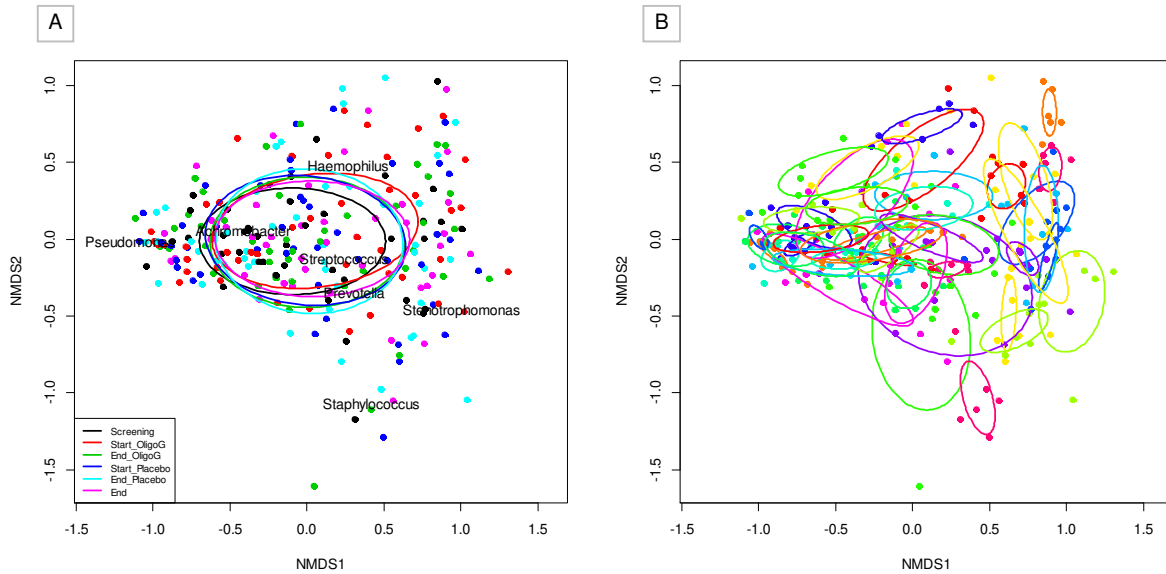 A
B
1.0
0.5
0.0
-0.5
-1.0
-1.5
NMDS2
Haemophilus
Achromobacter
Pseudomonas
Streptococcus
Prevotella
Stenotrophomonas
Staphylococcus
Screening
Start_OligoG
End_OligoG
Start_Placebo
End_Placebo
End
-1.5 -1.0 -0.5 0.0 0.5 1.0 1.5
NMDS1
1.0
0.5
0.0
-0.5
-1.0
-1.5
NMDS2
-1.5 -1.0 -0.5 0.0 0.5 1.0 1.5
NMDS1